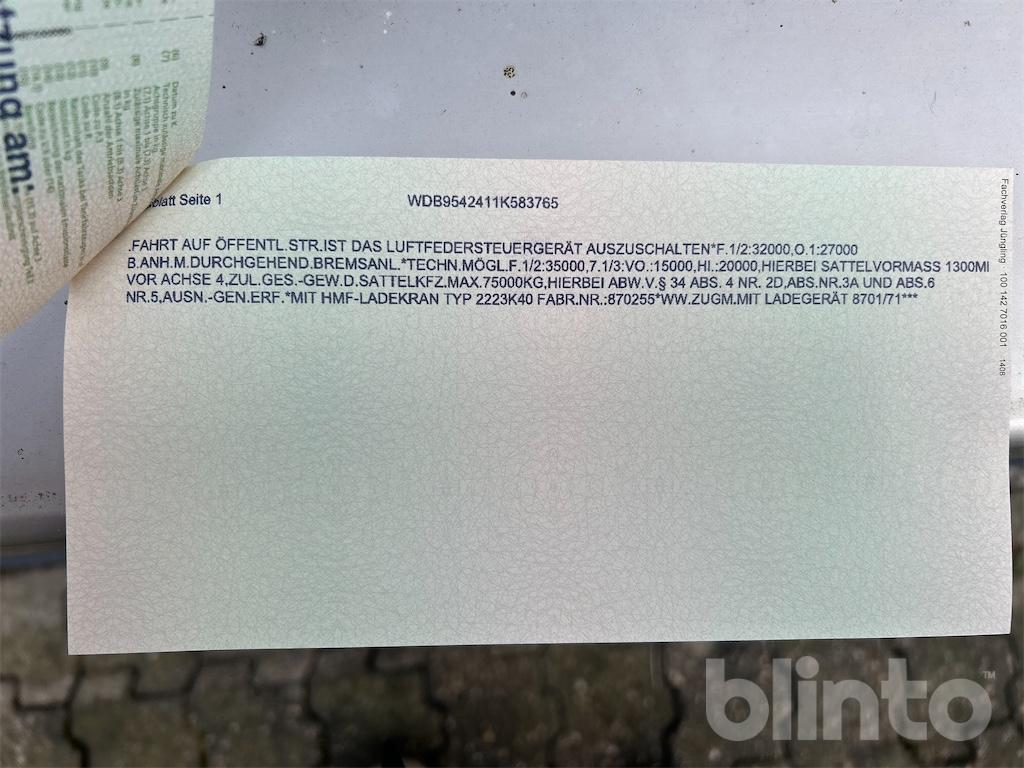 tzung am:
blatt Seite 1
WDB9542411K583765
.FAHRT AUF ÖFFENTL.STR.IST DAS LUFTFEDERSTEUERGERÄT AUSZUSCHALTEN*F.1/2:32000,O.1:27000
B.ANH.M.DURCHGEHEND.BREMSANL.*TECHN.MÖGL.F.1/2:35000,7.1/3:VO.:15000,HI.:20000,HIERBEI SATTELVORMASS 1300MM
VOR ACHSE 4,ZUL.GES.-GEW.D.SATTELKFZ.MAX.75000KG,HIERBEI ABW.V.§ 34 ABS. 4 NR. 2D,ABS.NR.3A UND ABS.6
NR.5,AUSN.-GEN.ERF.*MIT HMF-LADEKRAN TYP 2223K40 FABR.NR.:870255*WW.ZUGM.MIT LADEGERÄT 8701/71***
Fachverlag Jüngling 100 142 7016 001 1408
blinto™